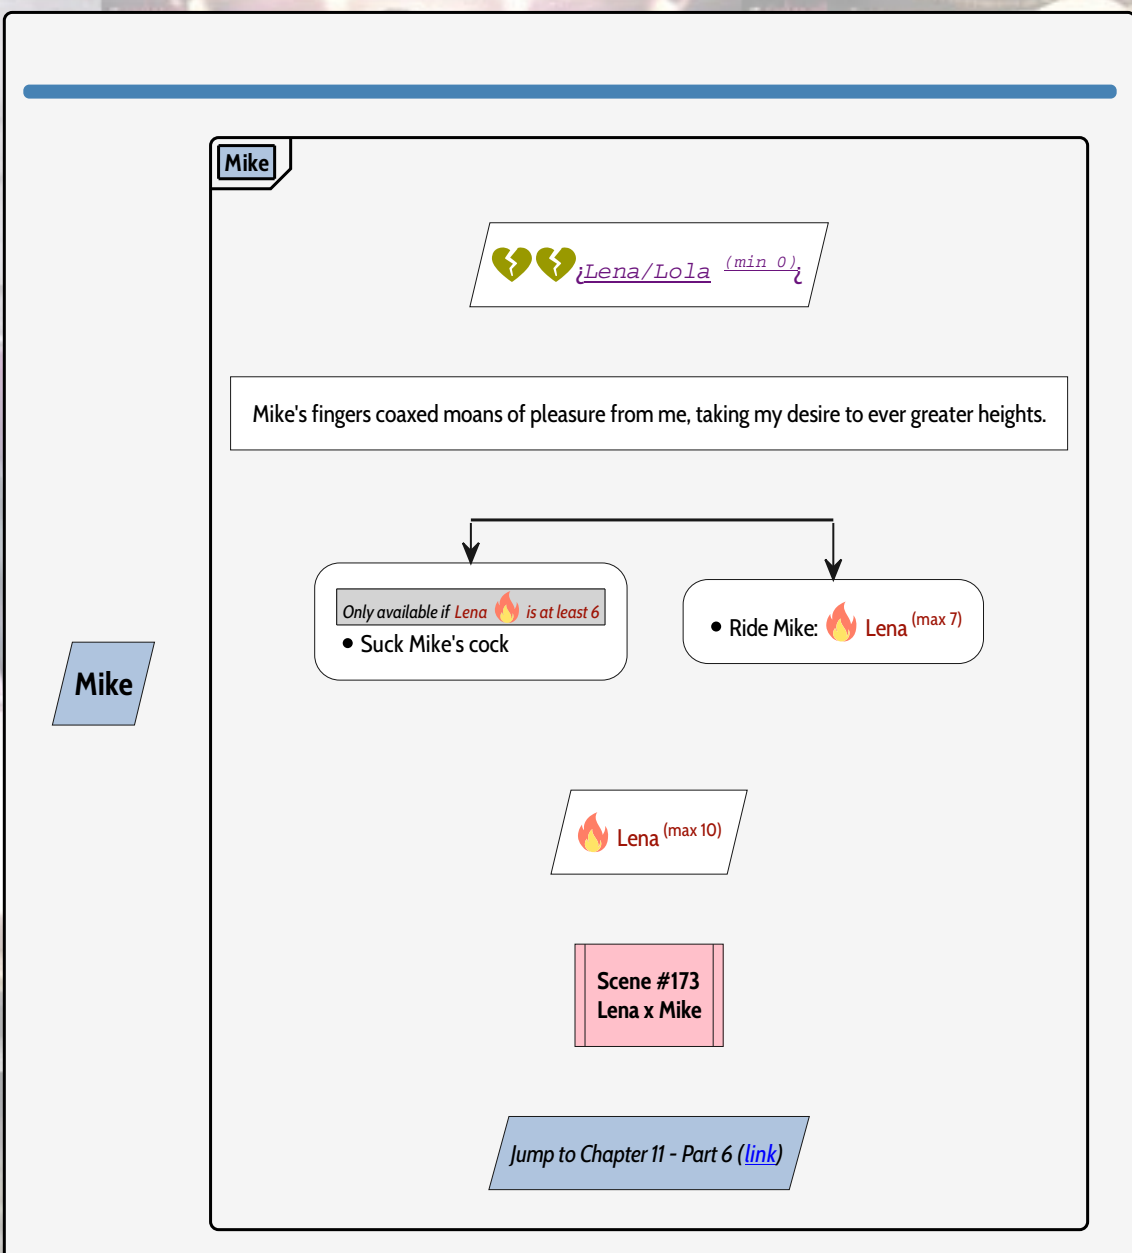 Mike
¿Lena/Lola (min 0)¿
Mike's fingers coaxed moans of pleasure from me, taking my desire to ever greater heights.
Only available if Lena is at least 6
• Suck Mike's cock
• Ride Mike: Lena (max 7)
Mike
Lena (max 10)
Scene #173
Lena x Mike
Jump to Chapter 11 - Part 6 (link)